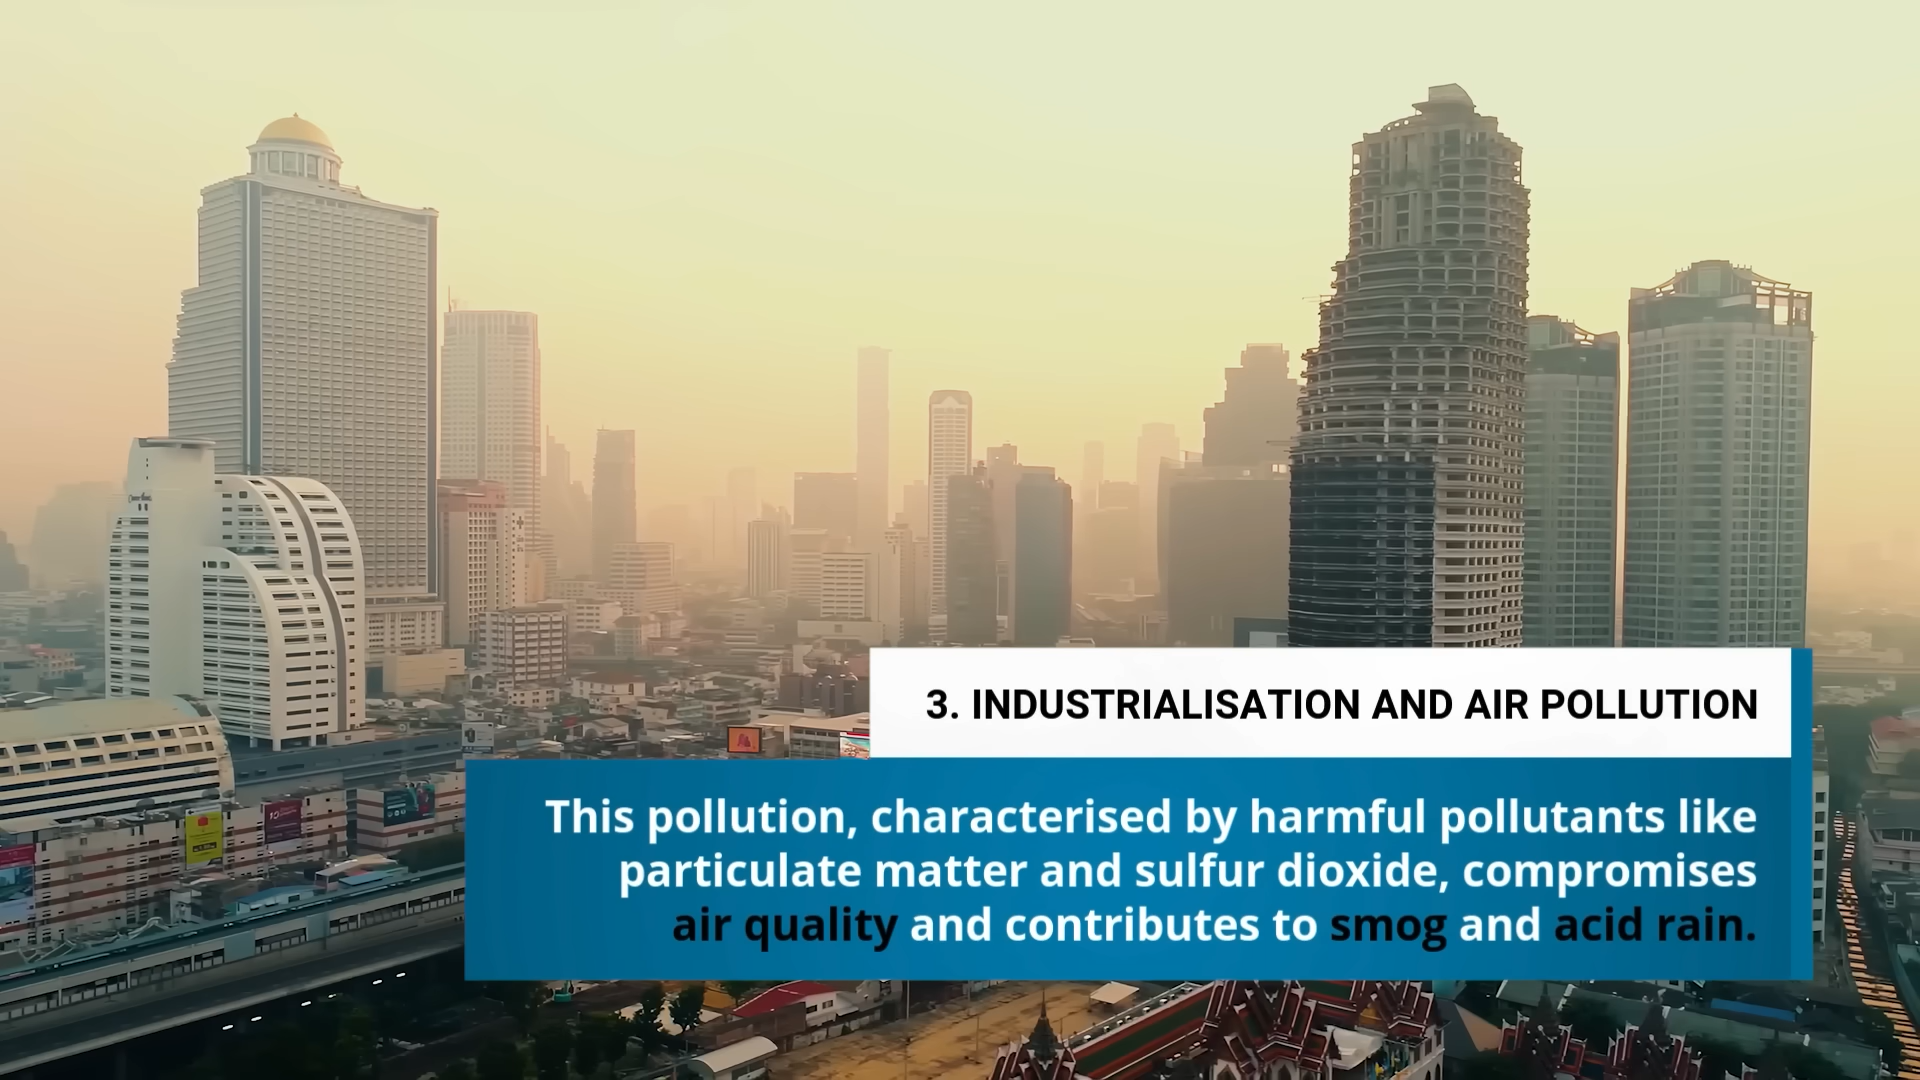 3. INDUSTRIALISATION AND AIR POLLUTION
This pollution, characterised by harmful pollutants like
particulate matter and sulfur dioxide, compromises
air quality and contributes to smog and acid rain.